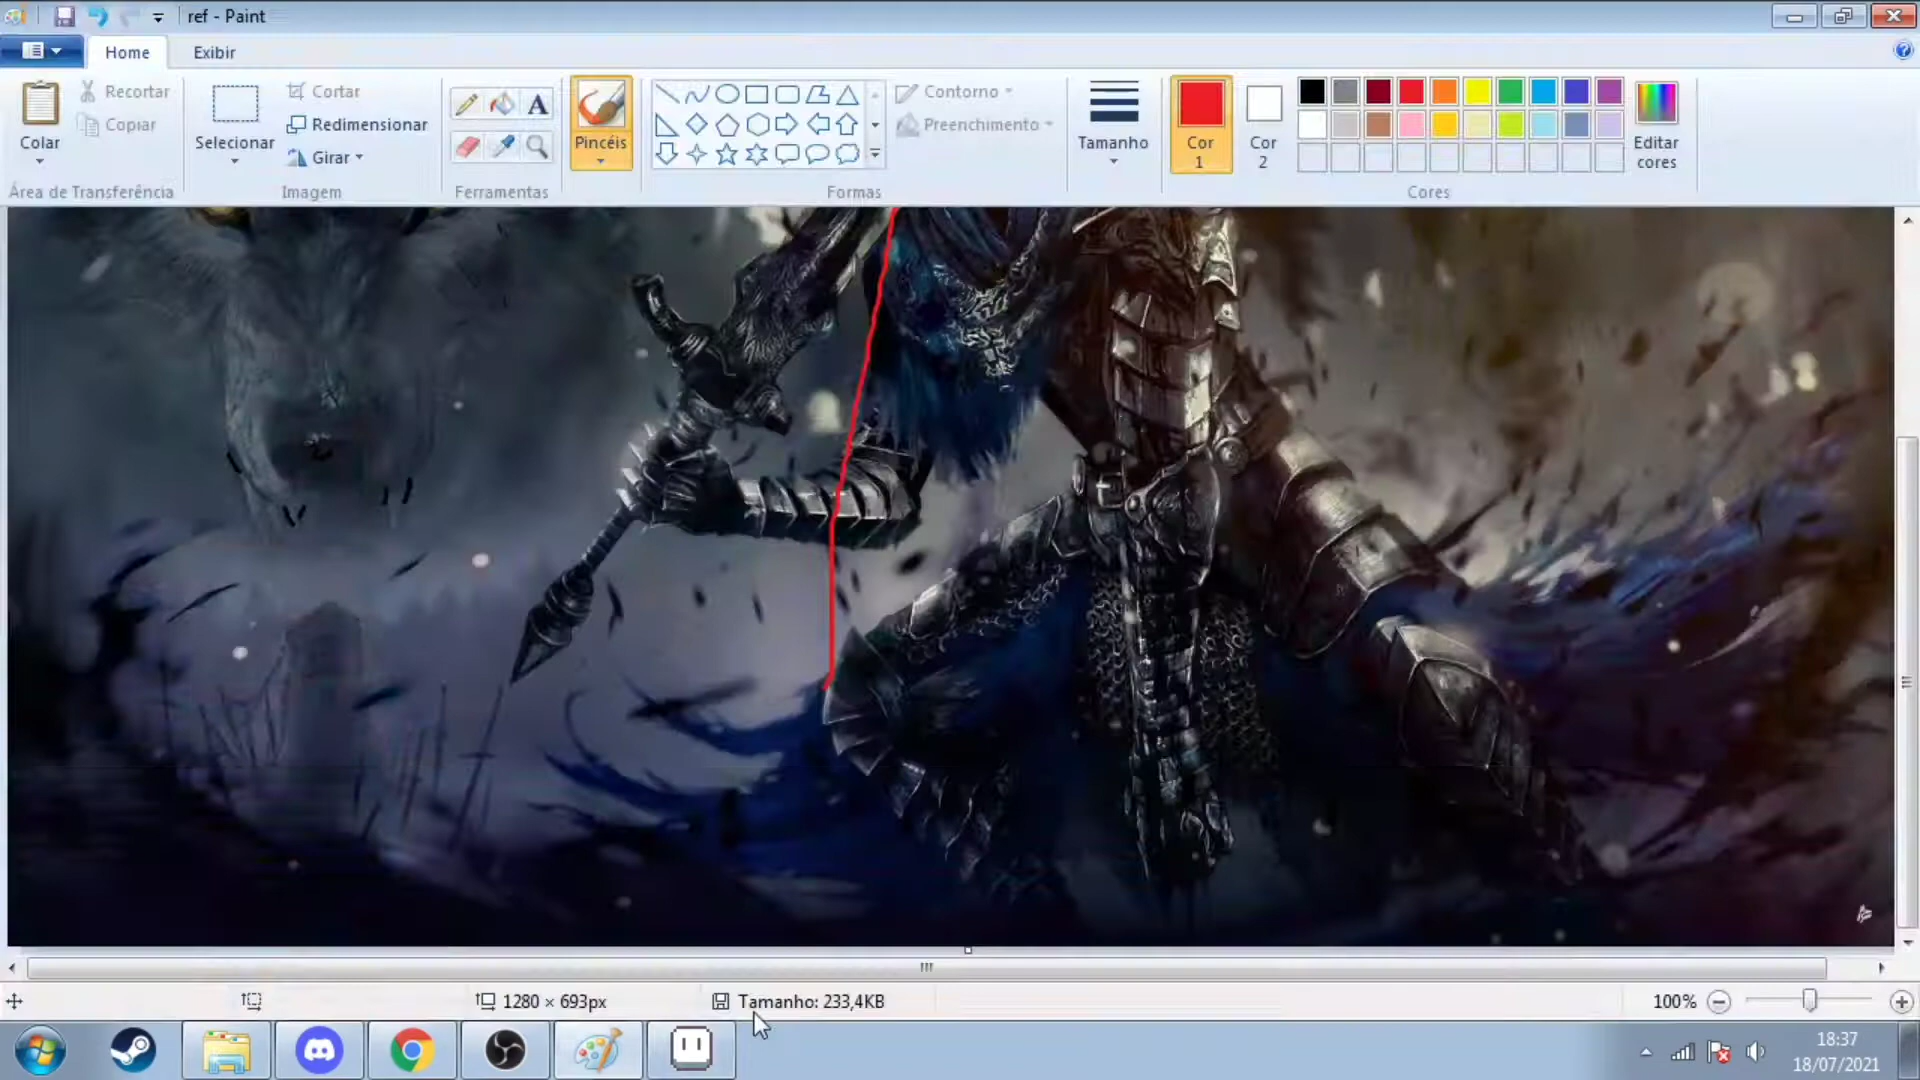 ref - Paint
Home
Exibir
Colar
Recortar
Copiar
Área de Transferência
Selecionar
Cortar
Redimensionar
Girar
Imagem
A
Ferramentas
Pincéis
Formas
Contorno
Preenchimento
Tamanho
Cor
1
Cor
2
Editar
cores
Cores
1280 × 693px
Tamanho: 233,4KB
100%
18:37
18/07/2021